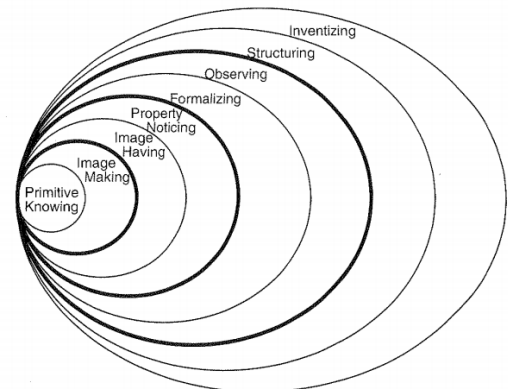 Inventizing
Structuring
Observing
Formalizing
Property
Noticing
Image
Having
Image
Making
Primitive
Knowing